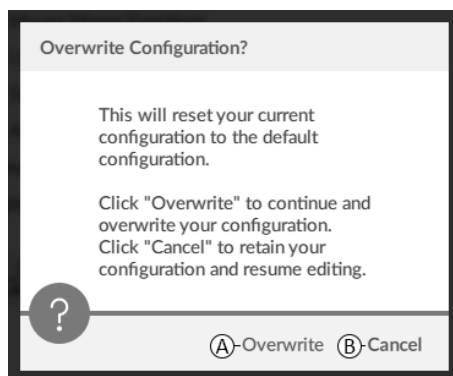 Overwrite Configuration?
This will reset your current
configuration to the default
configuration.
Click "Overwrite" to continue and
overwrite your configuration.
Click "Cancel" to retain your
configuration and resume editing.
?
Ⓐ-Overwrite Ⓑ-Cancel